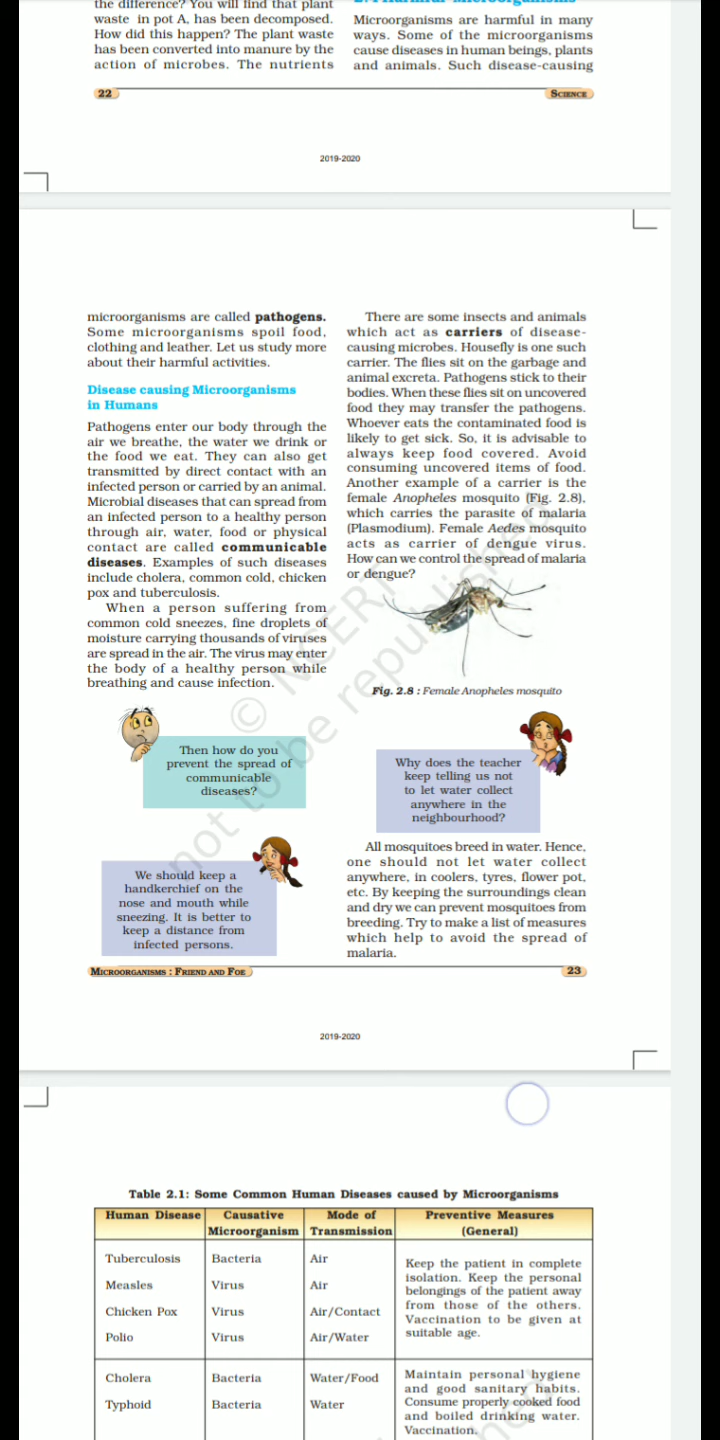 the difference? You will find that plant
waste in pot A, has been decomposed.
How did this happen? The plant waste
has been converted into manure by the
action of microbes. The nutrients
Microorganisms are harmful in many
ways. Some of the microorganisms
cause diseases in human beings, plants
and animals. Such disease-causing
22
SCIENCE
2019-2020
microorganisms are called pathogens.
Some microorganisms spoil food,
clothing and leather. Let us study more
about their harmful activities.
Disease causing Microorganisms
in Humans
Pathogens enter our body through the
air we breathe, the water we drink or
the food we eat. They can also get
transmitted by direct contact with an
infected person or carried by an animal.
Microbial diseases that can spread from
an infected person to a healthy person
through air, water, food or physical
contact are called communicable
diseases. Examples of such diseases
include cholera, common cold, chicken
pox and tuberculosis.
When a person suffering from
common cold sneezes, fine droplets of
moisture carrying thousands of viruses
are spread in the air. The virus may enter
the body of a healthy person while
breathing and cause infection.
Then how do you
prevent the spread of
communicable
diseases?
We should keep a
handkerchief on the
nose and mouth while
sneezing. It is better to
keep a distance from
infected persons.
There are some insects and animals
which act as carriers of disease-
causing microbes. Housefly is one such
carrier. The flies sit on the garbage and
animal excreta. Pathogens stick to their
bodies. When these flies sit on uncovered
food they may transfer the pathogens.
Whoever eats the contaminated food is
likely to get sick. So, it is advisable to
always keep food covered. Avoid
consuming uncovered items of food.
Another example of a carrier is the
female Anopheles mosquito (Fig. 2.8),
which carries the parasite of malaria
(Plasmodium). Female Aedes mosquito
acts as carrier of dengue virus.
How can we control the spread of malaria
or dengue?
Fig. 2.8 : Female Anopheles mosquito
Why does the teacher
keep telling us not
to let water collect
anywhere in the
neighbourhood?
All mosquitoes breed in water. Hence,
one should not let water collect
anywhere, in coolers, tyres, flower pot,
etc. By keeping the surroundings clean
and dry we can prevent mosquitoes from
breeding. Try to make a list of measures
which help to avoid the spread of
malaria.
© NCERT
not to be republished
MICROORGANISMS : FRIEND AND FOE
23
2019-2020
Table 2.1: Some Common Human Diseases caused by Microorganisms
Human Disease Causative Microorganism Mode of Transmission Preventive Measures (General)
Tuberculosis Bacteria Air
Measles Virus Air
Chicken Pox Virus Air/Contact
Polio Virus Air/Water
Keep the patient in complete
isolation. Keep the personal
belongings of the patient away
from those of the others.
Vaccination to be given at
suitable age.
Cholera Bacteria Water/Food
Typhoid Bacteria Water
Maintain personal hygiene
and good sanitary habits.
Consume properly cooked food
and boiled drinking water.
Vaccination.